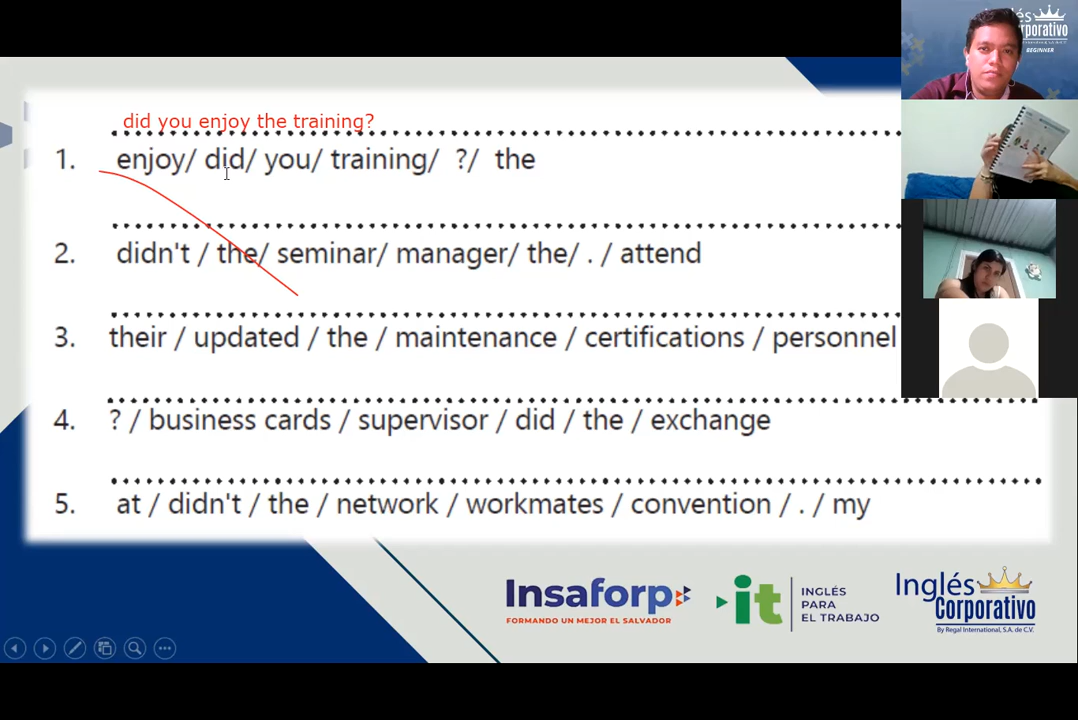 did you enjoy the training?
1. enjoy/ did/ you/ training/ ?/ the
2. didn't / the/ seminar/ manager/ the/ . / attend
3. their / updated / the / maintenance / certifications / personnel
4. ? / business cards / supervisor / did / the / exchange
5. at / didn't / the / network / workmates / convention / . / my
Insaforp
FORMANDO UN MEJOR EL SALVADOR
it
INGLÉS
PARA
EL TRABAJO
Inglés
Corporativo
By Regal International, S.A. de C.V.
BEGINNER